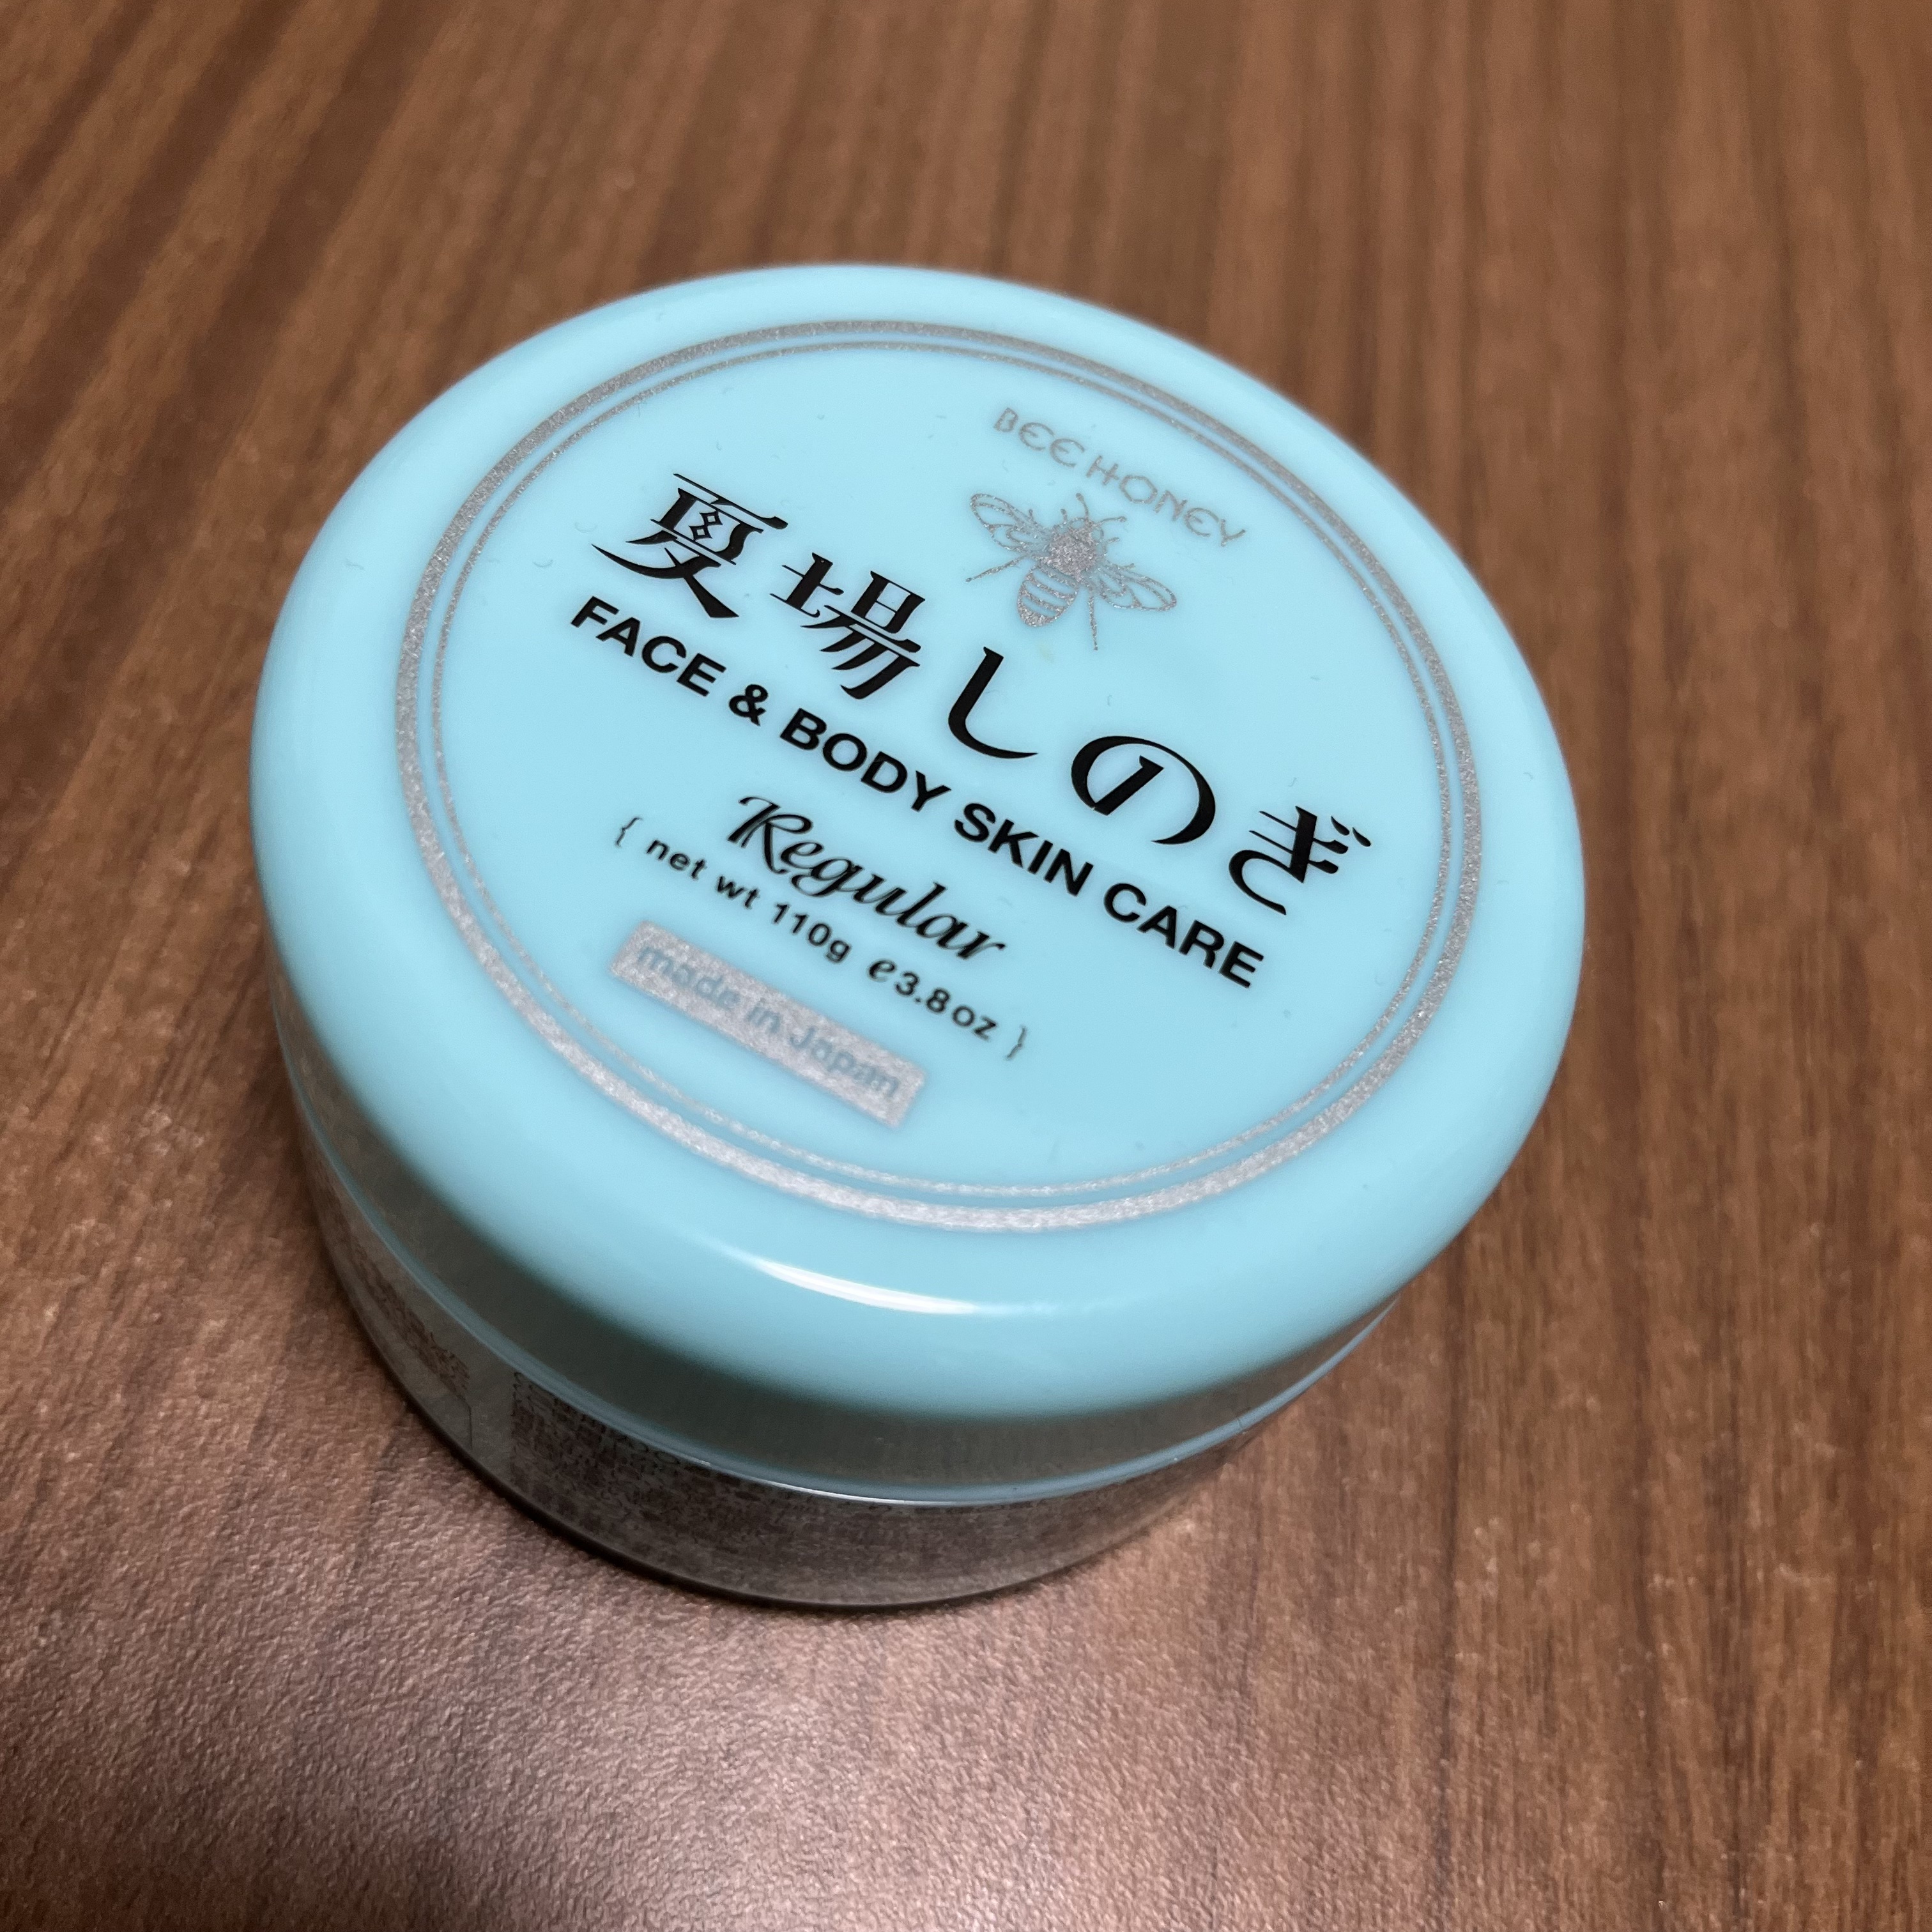 BEE HONEY
夏場しのぎ
FACE & BODY SKIN CARE
Regular
{ net wt 110g e3.8oz }
made in Japan